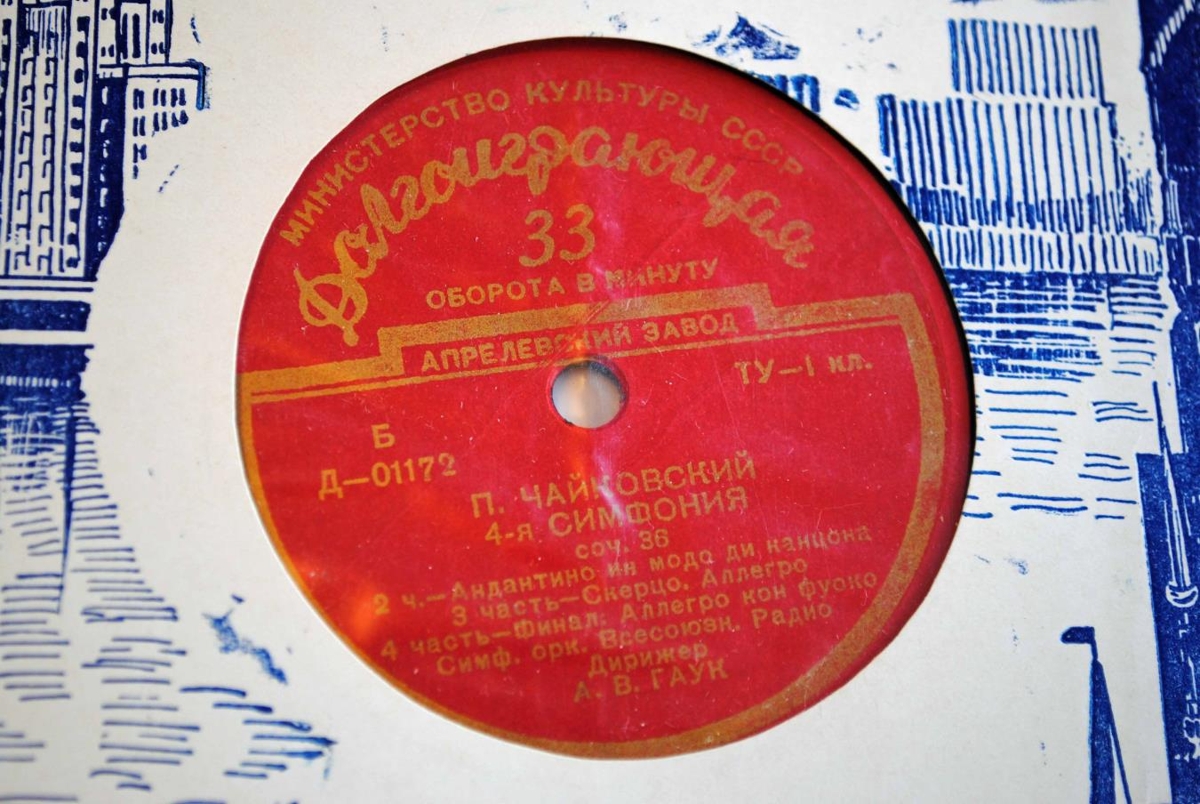 МИНИСТЕРСТВО КУЛЬТУРЫ СССР
Долгоиграющая
33
ОБОРОТА В МИНУТУ
АПРЕЛЕВСКИЙ ЗАВОД
ТУ—1 кл.
Б
Д—01172
П. ЧАЙКОВСКИЙ
4-я СИМФОНИЯ
соч. 36
2 ч.—Андантино ин модо ди канцона
3 часть—Скерцо. Аллегро
4 часть—Финал. Аллегро кон фуоко
Симф. орк. Всесоюзн. Радио
Дирижер
А. В. ГАУК